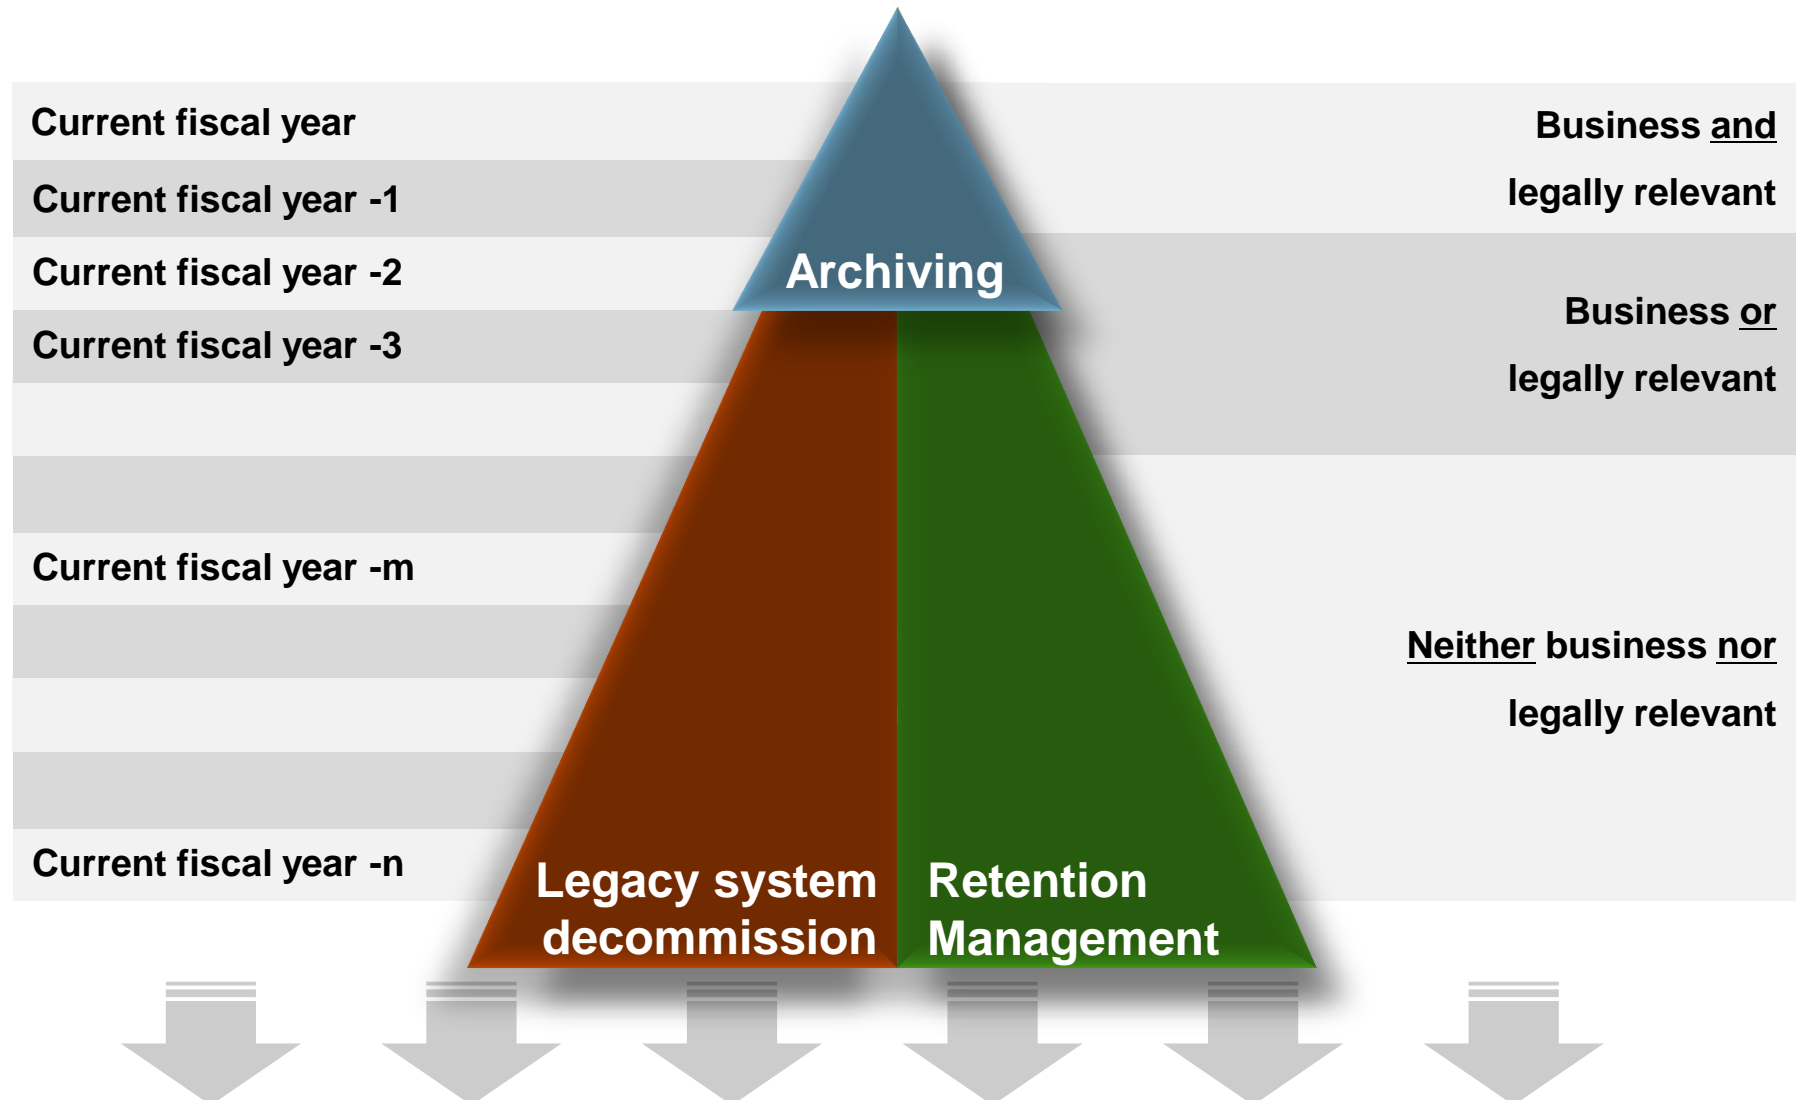 Current fiscal year
Current fiscal year -1
Current fiscal year -2
Current fiscal year -3
Current fiscal year -m
Current fiscal year -n
Archiving
Legacy system
decommission
Retention
Management
Business and
legally relevant
Business or
legally relevant
Neither business nor
legally relevant